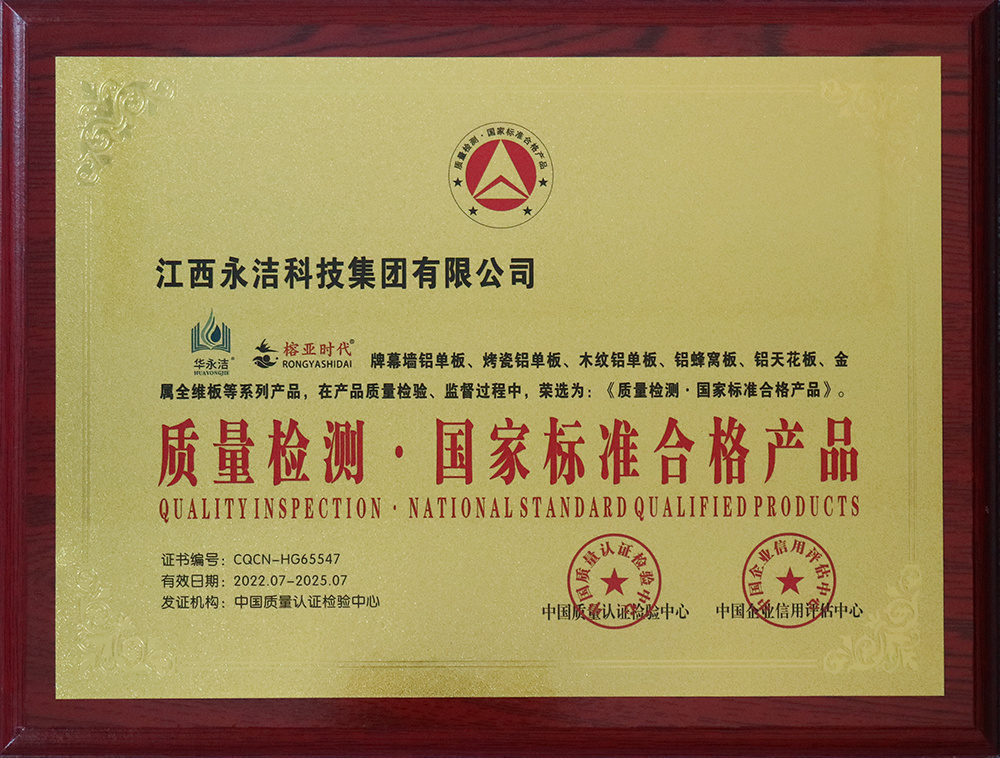 质量检测·国家标准合格产品
江西永洁科技集团有限公司
华永洁®
HUAYONGJIE
榕亚时代®
RONGYASHIDAI
牌幕墙铝单板、烤瓷铝单板、木纹铝单板、铝蜂窝板、铝天花板、金
属全维板等系列产品，在产品质量检验、监督过程中，荣选为：《质量检测·国家标准合格产品》。
质量检测·国家标准合格产品
QUALITY INSPECTION · NATIONAL STANDARD QUALIFIED PRODUCTS
证书编号：CQCN-HG65547
有效日期：2022.07-2025.07
发证机构：中国质量认证检验中心
中国质量认证检验中心
中国质量认证检验中心
中国企业信用评估中心
中国企业信用评估中心